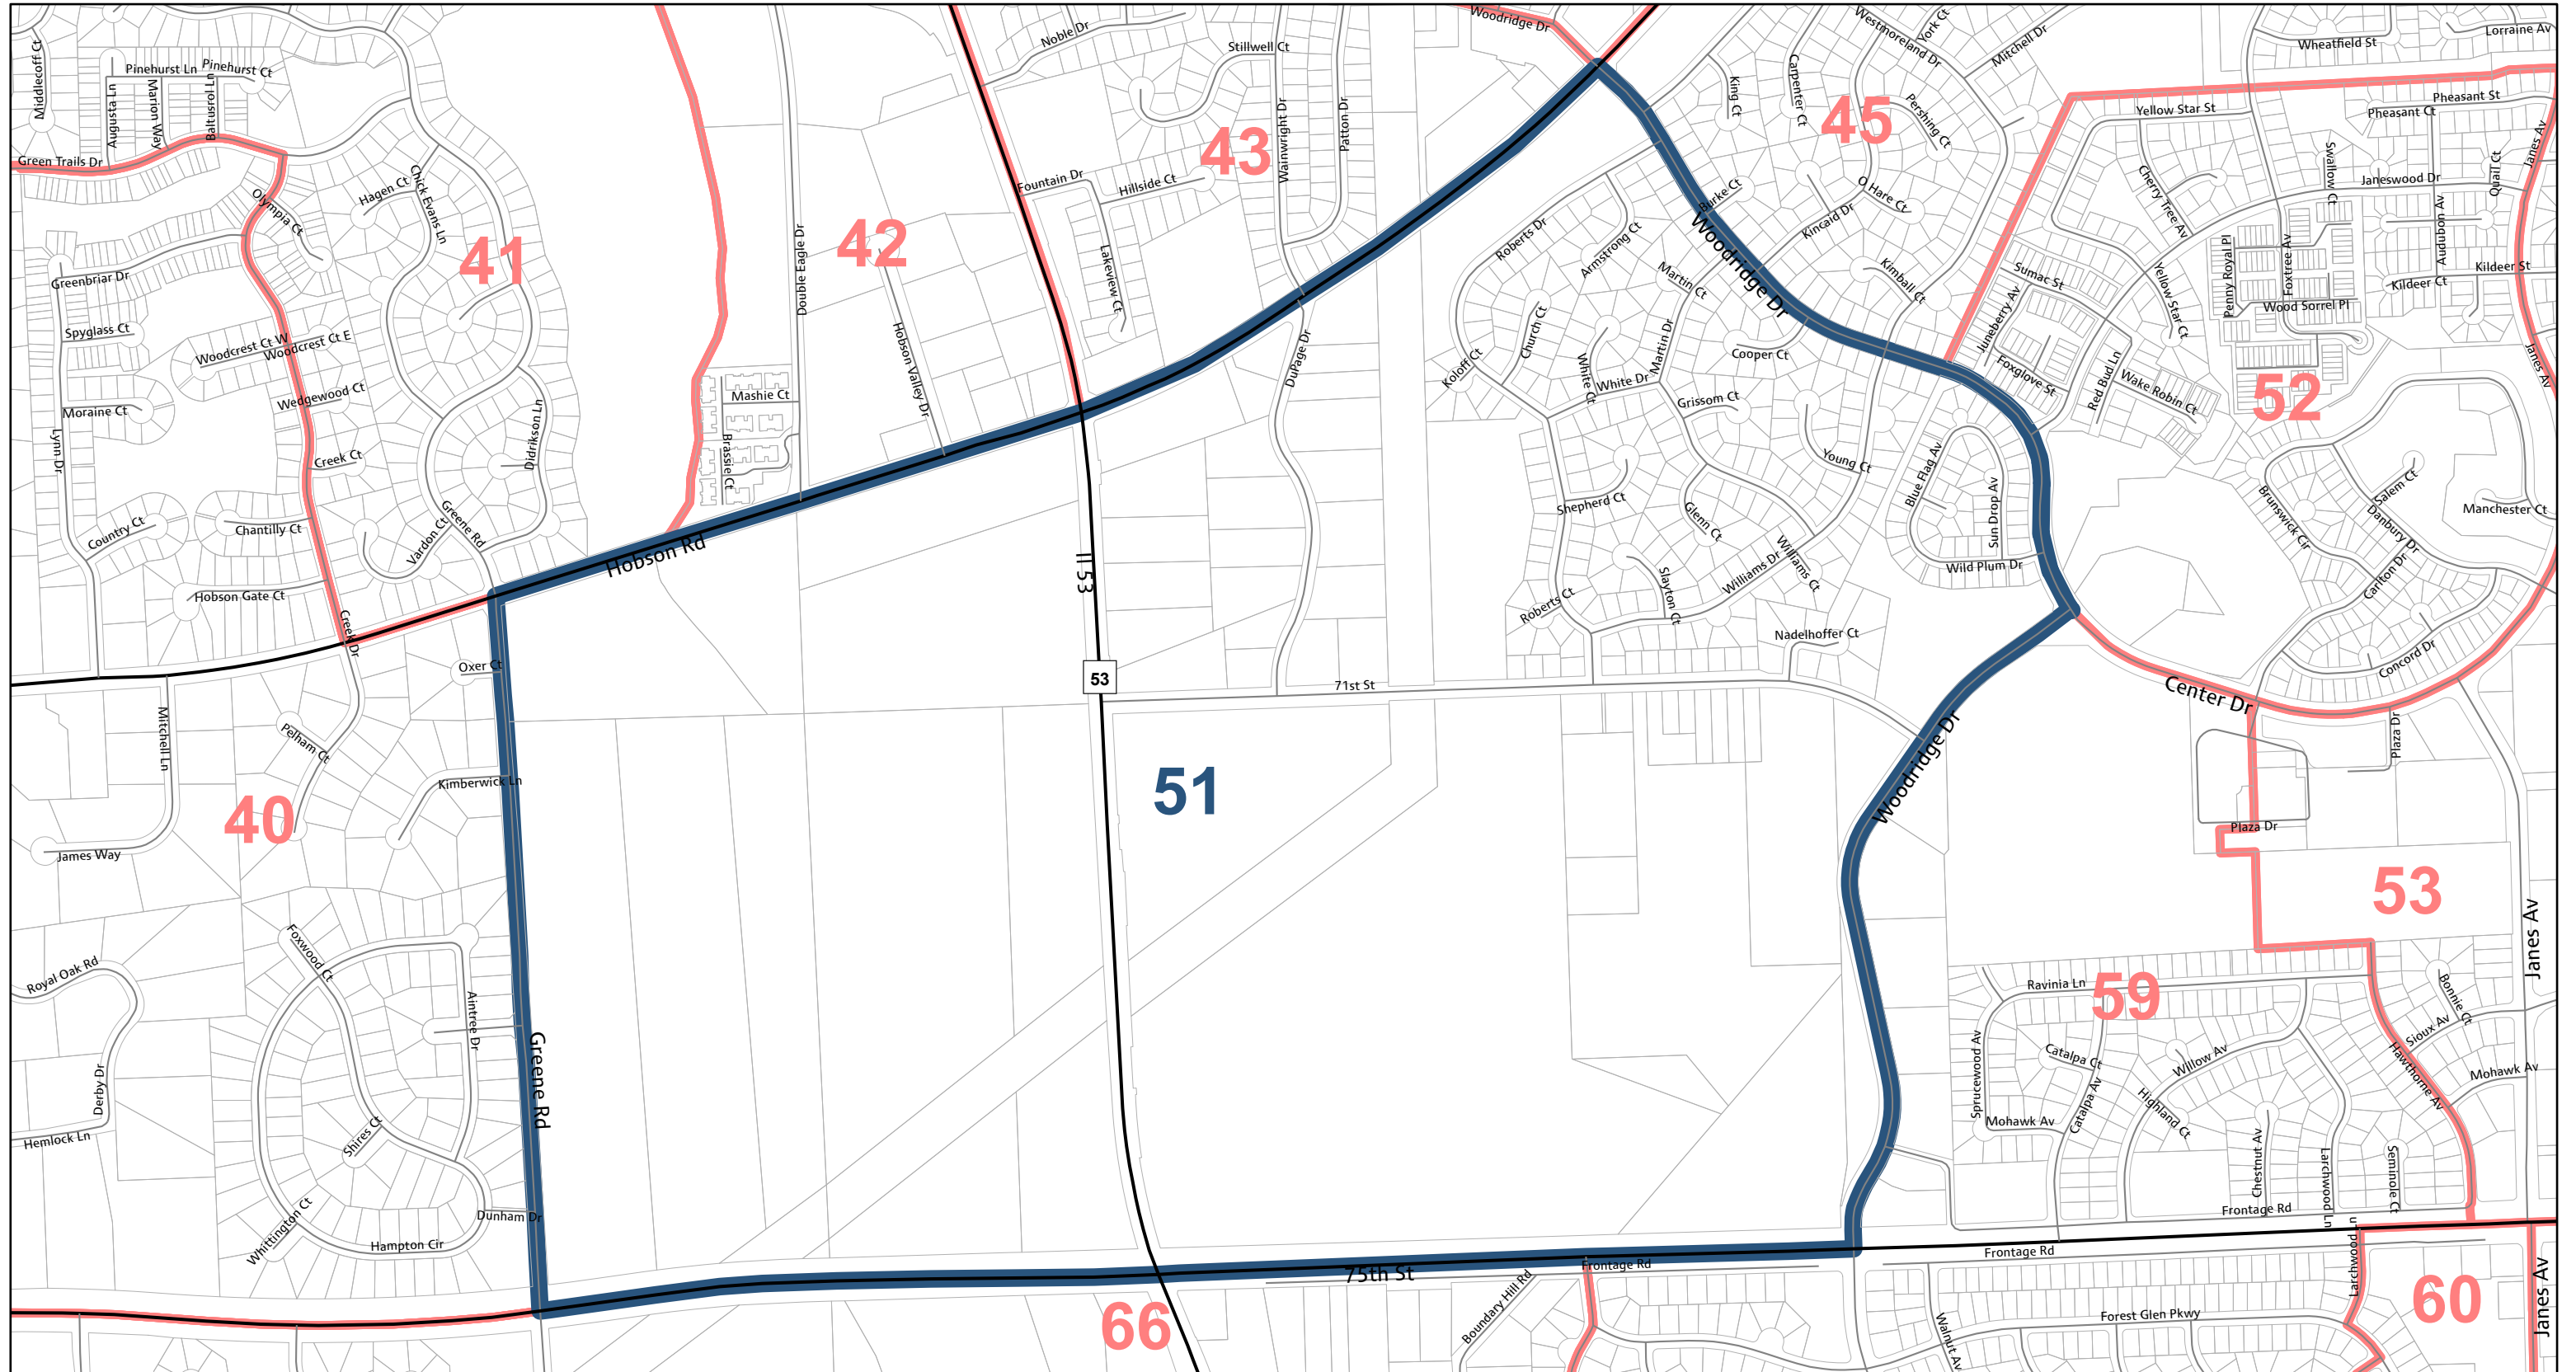 Woodridge Dr
Noble Dr
Stillwell Ct
Westmoreland Dr
York Ct
Mitchell Dr
Wheatfield St
Lorraine Av
Middlecoff Ct
Pinehurst Ln
Pinehurst Ct
Augusta Ln
Marion Way
Baltusrol Ln
Wainwright Dr
Patton Dr
King Ct
Carpenter Ct
45
Pershing Ct
Yellow Star St
Pheasant St
Pheasant Ct
Janes Av
Green Trails Dr
Hagen Ct
Chick Evans Ln
Olympia Ct
43
Fountain Dr
Hillside Ct
Burke Ct
O Hare Ct
Kincaid Dr
Cherry Tree Av
Swallow Ct
Janeswood Dr
Quail Ct
Audubon Av
41
42
Double Eagle Dr
Lakeview Ct
Roberts Dr
Armstrong Ct
Martin Ct
Woodridge Dr
Kimball Ct
Sumac St
Juneberry Av
Yellow Star Ct
Penny Royal Pl
Foxtree Av
Wood Sorrel Pl
Kildeer St
Kildeer Ct
Greenbriar Dr
Spyglass Ct
Woodcrest Ct W
Woodcrest Ct E
Wedgewood Ct
Moraine Ct
Lynn Dr
Creek Ct
Didrikson Ln
Mashie Ct
Brassie Ct
Hobson Valley Dr
DuPage Dr
Koloff Ct
Church Ct
White Ct
White Dr
Martin Dr
Cooper Ct
Grissom Ct
Young Ct
Foxglove St
Red Bud Ln
Wake Robin Ct
52
Janes Av
Country Ct
Chantilly Ct
Vardon Ct
Greene Rd
Hobson Rd
Il 53
Shepherd Ct
Glenn Ct
Williams Dr
Williams Ct
Slayton Ct
Roberts Ct
Blue Flag Av
Sun Drop Av
Wild Plum Dr
Brunswick Cir
Salem Ct
Danbury Dr
Manchester Ct
Carlton Dr
Concord Dr
Hobson Gate Ct
Creek Dr
Oxer Ct
53
71st St
Nadelhoffer Ct
Center Dr
Woodridge Dr
Plaza Dr
Plaza Dr
Mitchell Ln
Pelham Ct
Kimberwick Ln
40
51
James Way
53
Janes Av
Foxwood Ct
Royal Oak Rd
Aintree Dr
Greene Rd
Derby Dr
Hemlock Ln
Shires Ct
Whittington Ct
Hampton Cir
Dunham Dr
Ravinia Ln
59
Bonnie Ct
Sioux Av
Hawthorne Av
Mohawk Av
Sprucewood Av
Catalpa Ct
Catalpa Av
Willow Av
Highland Ct
Mohawk Av
Chestnut Av
Larchwood Ln
Seminole Ct
Frontage Rd
75th St
Frontage Rd
Frontage Rd
Boundary Hill Rd
66
Walnut Av
Forest Glen Pkwy
60
Janes Av